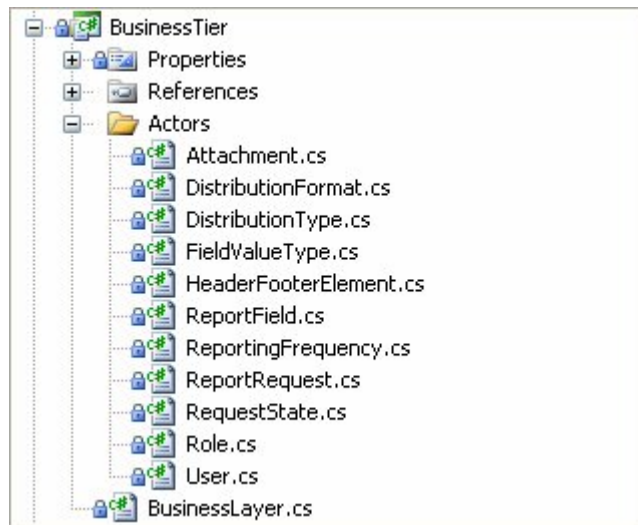 BusinessTier
Properties
References
Actors
Attachment.cs
DistributionFormat.cs
DistributionType.cs
FieldValueType.cs
HeaderFooterElement.cs
ReportField.cs
ReportingFrequency.cs
ReportRequest.cs
RequestState.cs
Role.cs
User.cs
BusinessLayer.cs